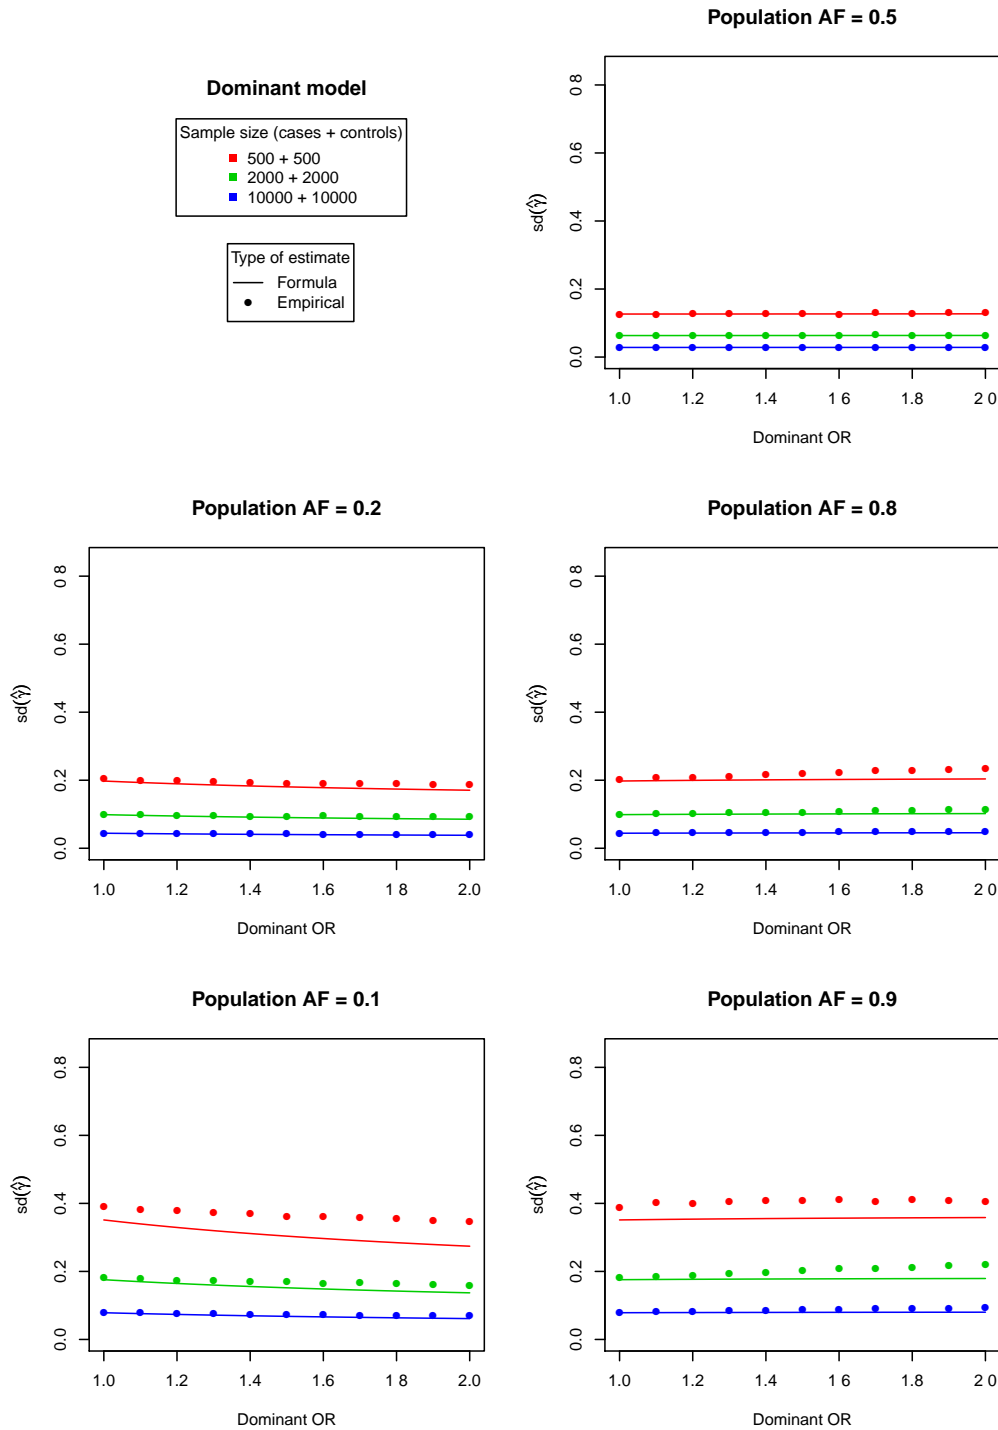 Dominant model
Sample size (cases + controls)
500 + 500
2000 + 2000
10000 + 10000
Type of estimate
Formula
Empirical
Population AF = 0.5
sd(γ̂)
0.8
0.6
0.4
0.2
0.0
1.0 1.2 1.4 1 6 1.8 2 0
Dominant OR
Population AF = 0.2
sd(γ̂)
0 8
0.6
0.4
0.2
0.0
1.0 1.2 1.4 1.6 1 8 2.0
Dominant OR
Population AF = 0.8
sd(γ̂)
0.8
0.6
0.4
0.2
0.0
1.0 1.2 1.4 1 6 1.8 2 0
Dominant OR
Population AF = 0.1
sd(γ̂)
0.8
0.6
0.4
0.2
0.0
1.0 1.2 1.4 1.6 1.8 2.0
Dominant OR
Population AF = 0.9
sd(γ̂)
0.8
0.6
0.4
0.2
0.0
1.0 1.2 1.4 1 6 1.8 2 0
Dominant OR